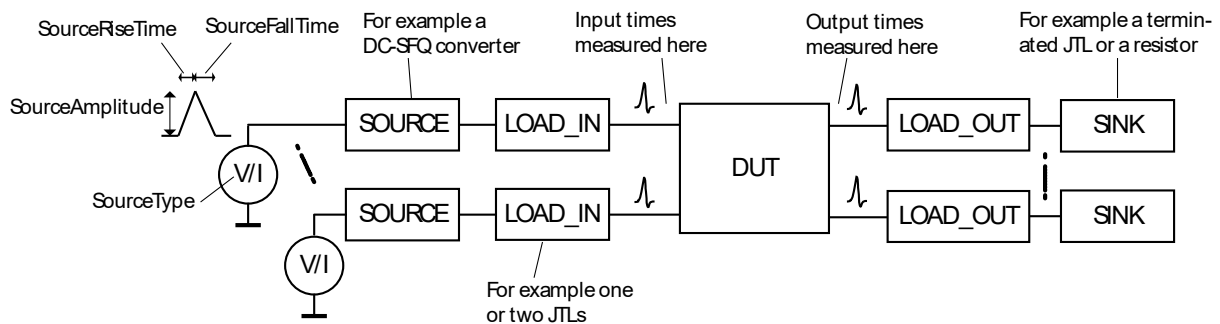 SourceRiseTime
SourceFallTime
SourceAmplitude
SourceType
V/I
V/I
For example a
DC-SFQ converter
SOURCE
SOURCE
LOAD_IN
LOAD_IN
For example one
or two JTLs
Input times
measured here
DUT
Output times
measured here
LOAD_OUT
LOAD_OUT
For example a termin-
ated JTL or a resistor
SINK
SINK